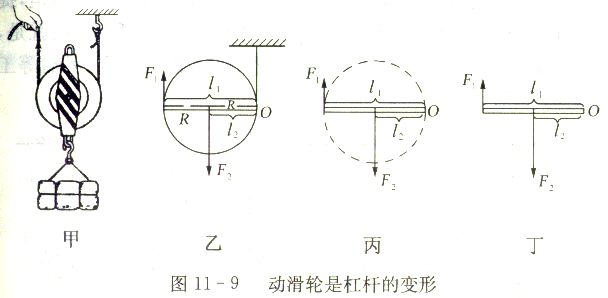 F₁ l₁ R R O l₂ F₂
F₁ l₁ O l₂ F₂
F₁ l₁ O l₂ F₂
甲 乙 丙 丁
图 11-9 动滑轮是杠杆的变形